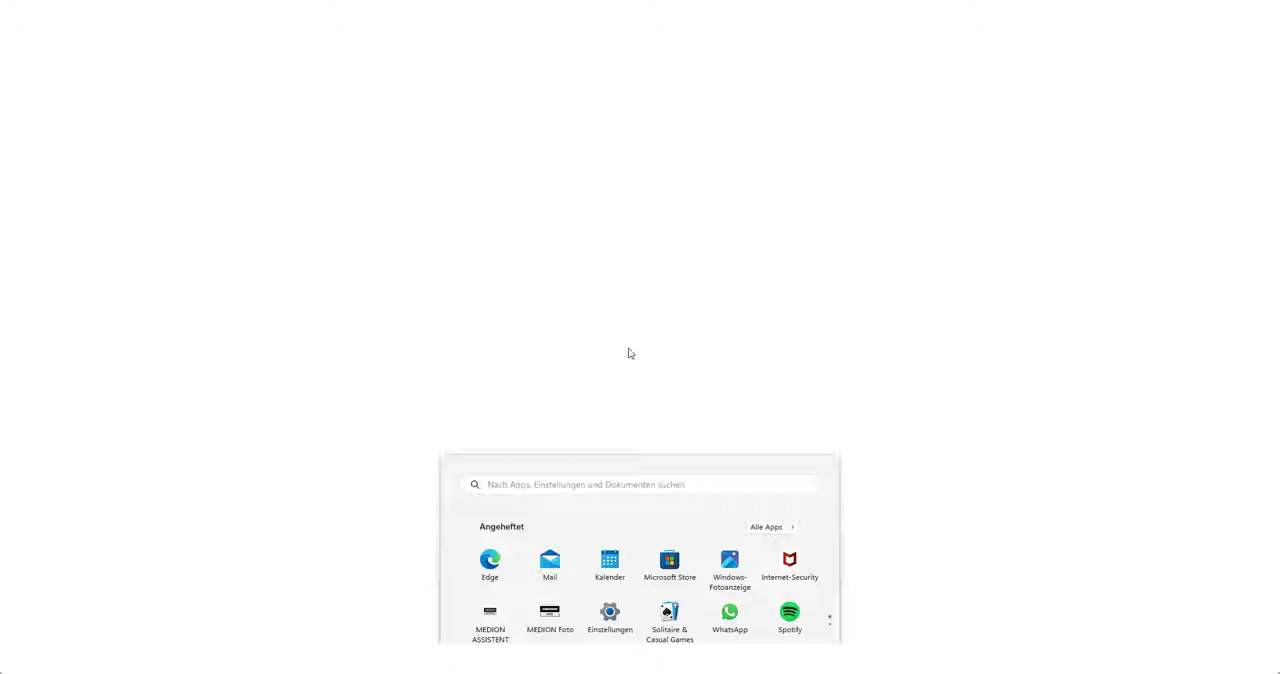 Nach Apps, Einstellungen und Dokumenten suchen
Angeheftet
Alle Apps
Edge
Mail
Kalender
Microsoft Store
Windows-
Fotoanzeige
Internet-Security
MEDION
ASSISTENT
MEDION Foto
Einstellungen
Solitaire &
Casual Games
WhatsApp
Spotify